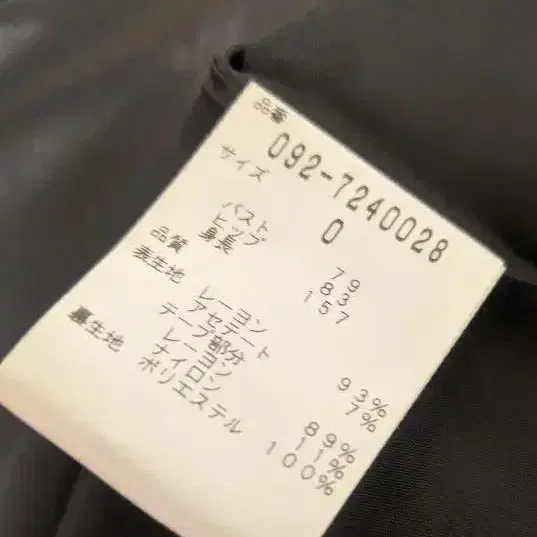 品番
092-7240028
サイズ 0
バスト 79
ヒップ 83
身長 157
品質
表生地
レーヨン 93%
アセテート 7%
テープ部分
レーヨン 89%
ナイロン 11%
裏生地 ポリエステル 100%